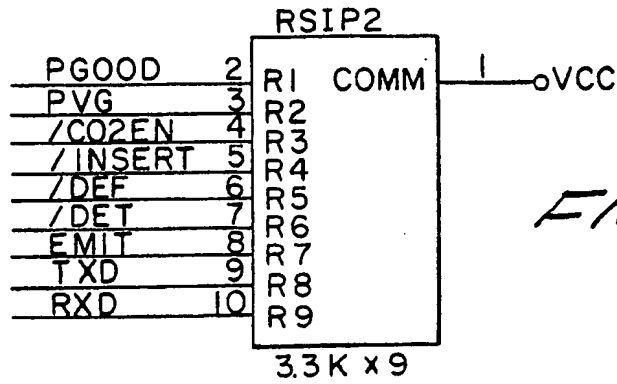 RSIP2
PGOOD 2 R1 COMM 1 VCC
PVG 3 R2
/CO2EN 4 R3
/INSERT 5 R4
/DEF 6 R5
/DET 7 R6
EMIT 8 R7
TXD 9 R8
RXD 10 R9
3.3K x 9